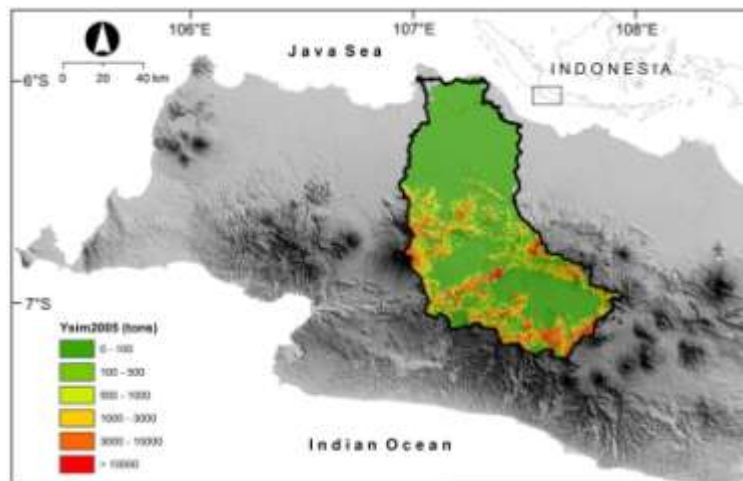 106°E
107°E
108°E
Java Sea
INDONESIA
0 20 40 km
6°S
7°S
Ysim2005 (tons)
0 - 100
100 - 500
500 - 1000
1000 - 3000
3000 - 10000
> 10000
Indian Ocean